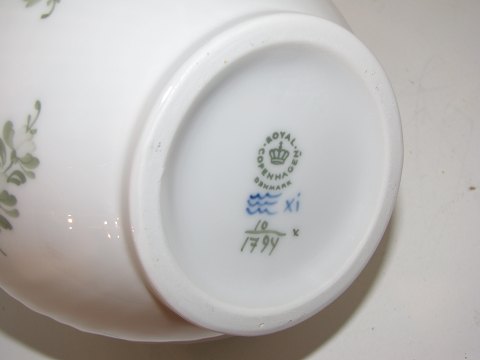 ROYAL
COPENHAGEN
DENMARK
xi
10
1794 x